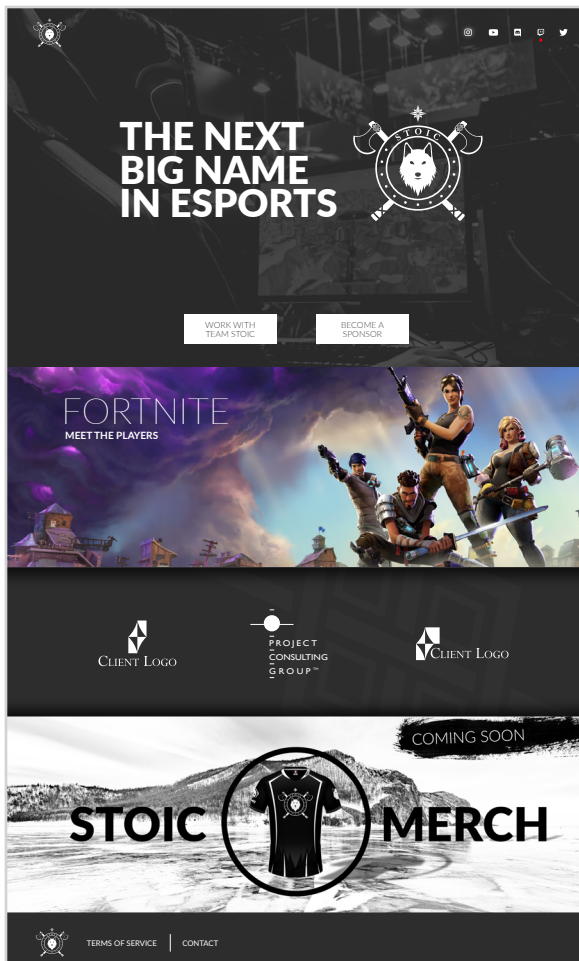 THE NEXT
BIG NAME
IN ESPORTS
STOIC
WORK WITH
TEAM STOIC
BECOME A
SPONSOR
FORTNITE
MEET THE PLAYERS
CLIENT LOGO
PROJECT
CONSULTING
GROUP™
CLIENT LOGO
COMING SOON
STOIC
MERCH
TERMS OF SERVICE
CONTACT